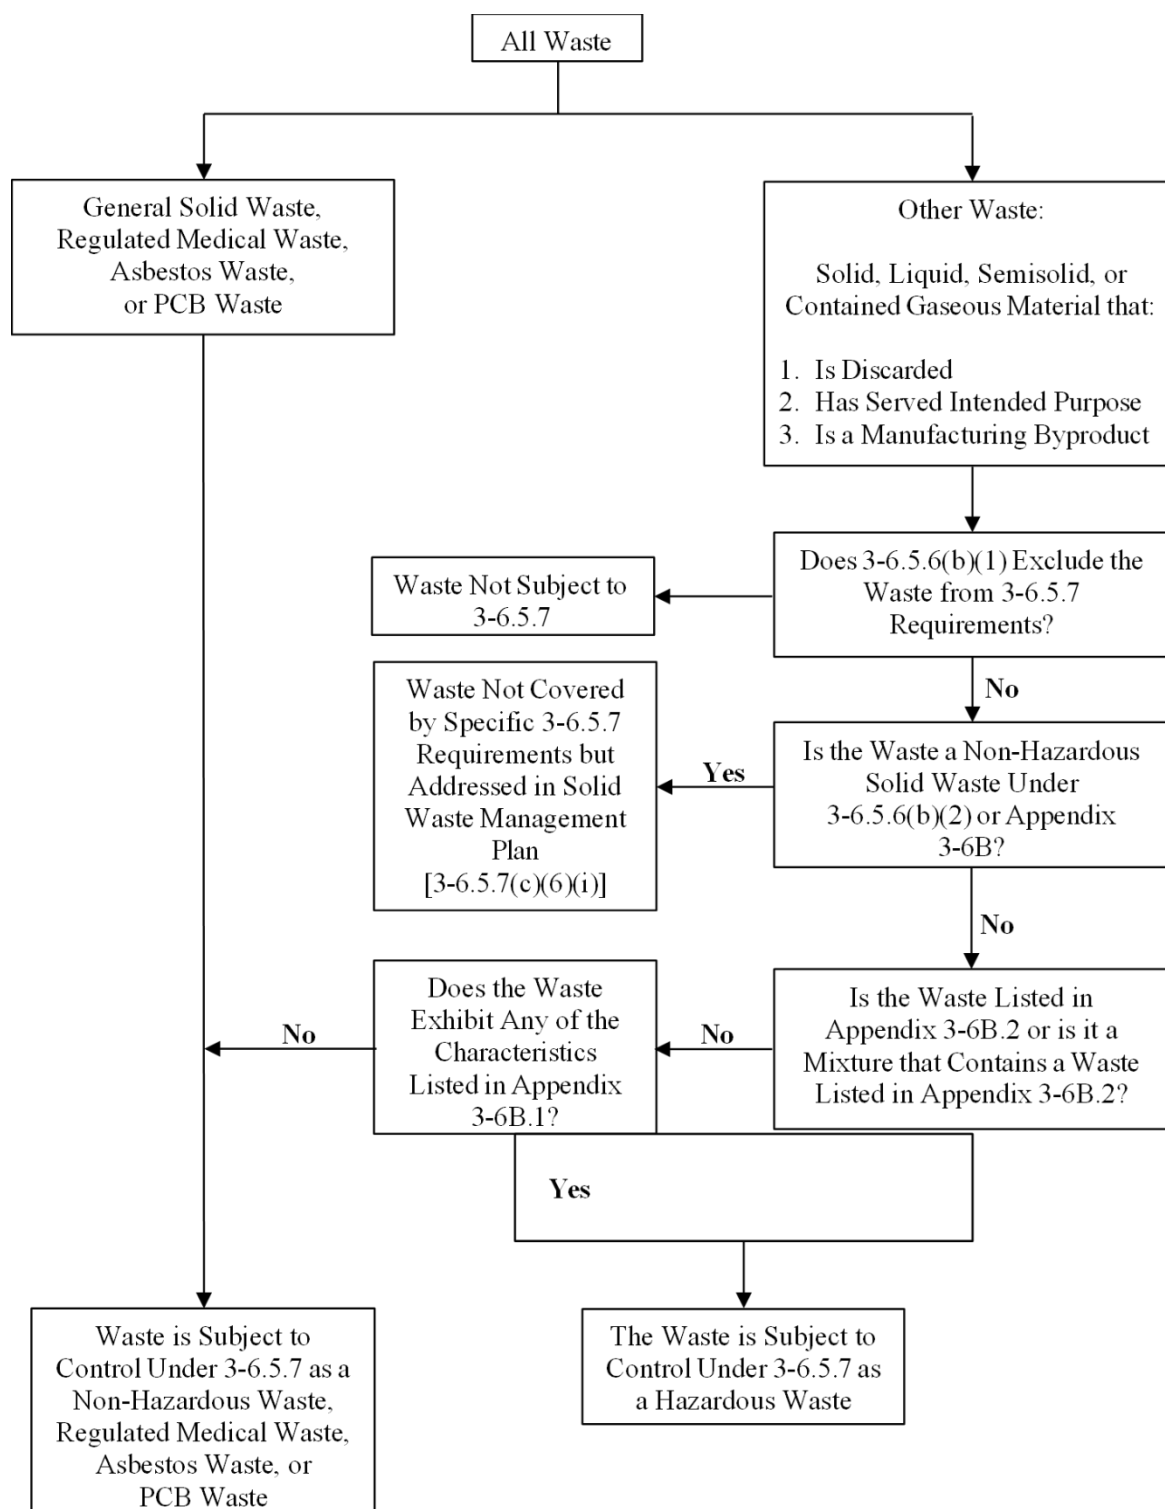 All Waste
General Solid Waste,
Regulated Medical Waste,
Asbestos Waste,
or PCB Waste
Other Waste:
Solid, Liquid, Semisolid, or
Contained Gaseous Material that:
1. Is Discarded
2. Has Served Intended Purpose
3. Is a Manufacturing Byproduct
Does 3-6.5.6(b)(1) Exclude the
Waste from 3-6.5.7
Requirements?
Waste Not Subject to
3-6.5.7
No
Waste Not Covered
by Specific 3-6.5.7
Requirements but
Addressed in Solid
Waste Management
Plan
[3-6.5.7(c)(6)(i)]
Yes
Is the Waste a Non-Hazardous
Solid Waste Under
3-6.5.6(b)(2) or Appendix
3-6B?
No
Is the Waste Listed in
Appendix 3-6B.2 or is it a
Mixture that Contains a Waste
Listed in Appendix 3-6B.2?
No
Does the Waste
Exhibit Any of the
Characteristics
Listed in Appendix
3-6B.1?
No
Yes
Waste is Subject to
Control Under 3-6.5.7 as a
Non-Hazardous Waste,
Regulated Medical Waste,
Asbestos Waste, or
PCB Waste
The Waste is Subject to
Control Under 3-6.5.7 as
a Hazardous Waste